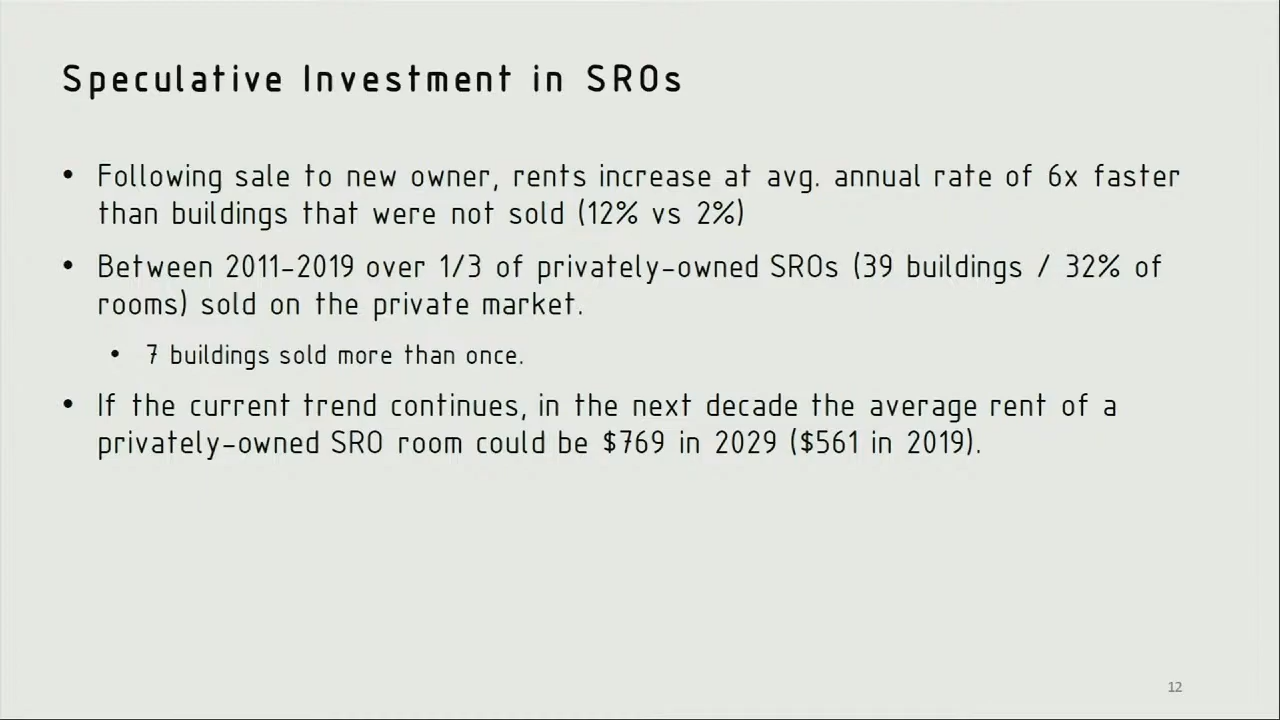 Speculative Investment in SROs
• Following sale to new owner, rents increase at avg. annual rate of 6x faster
than buildings that were not sold (12% vs 2%)
• Between 2011-2019 over 1/3 of privately-owned SROs (39 buildings / 32% of
rooms) sold on the private market.
• 7 buildings sold more than once.
• If the current trend continues, in the next decade the average rent of a
privately-owned SRO room could be $769 in 2029 ($561 in 2019).
12